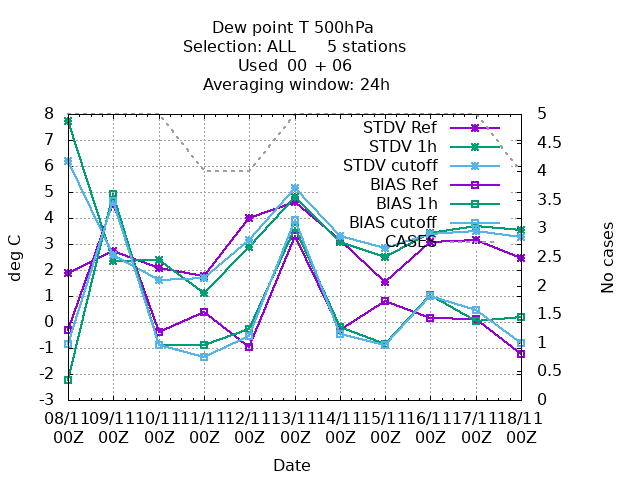 Dew point T 500hPa
Selection: ALL      5 stations
Used  00 + 06
Averaging window: 24h
STDV Ref
STDV 1h
STDV cutoff
BIAS Ref
BIAS 1h
BIAS cutoff
CASES
8
7
6
5
4
3
2
1
0
-1
-2
-3
deg C
5
4.5
4
3.5
3
2.5
2
1.5
1
0.5
0
No cases
08/11 09/11 10/11 11/11 12/11 13/11 14/11 15/11 16/11 17/11 18/11
00Z 00Z 00Z 00Z 00Z 00Z 00Z 00Z 00Z 00Z 00Z
Date